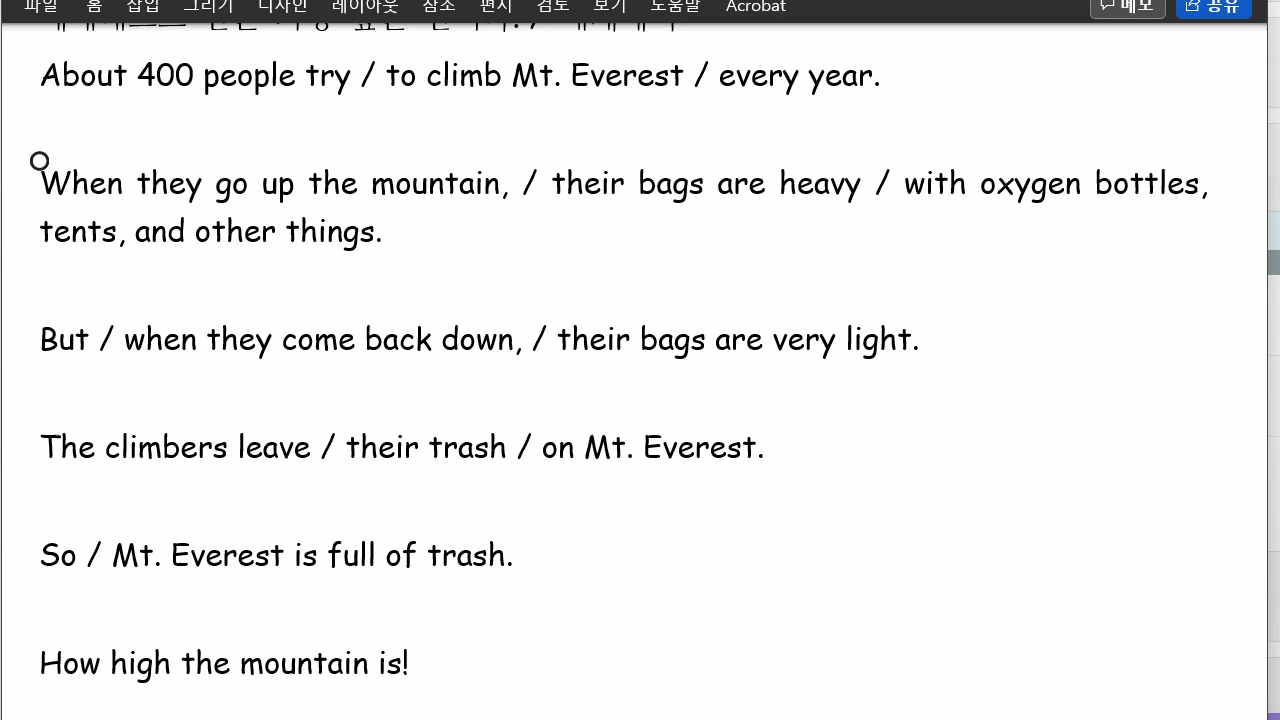 파일 홈 삽입 그리기 디자인 레이아웃 참조 편지 검토 보기 도움말 Acrobat 메모 공유
About 400 people try / to climb Mt. Everest / every year.
When they go up the mountain, / their bags are heavy / with oxygen bottles,
tents, and other things.
But / when they come back down, / their bags are very light.
The climbers leave / their trash / on Mt. Everest.
So / Mt. Everest is full of trash.
How high the mountain is!